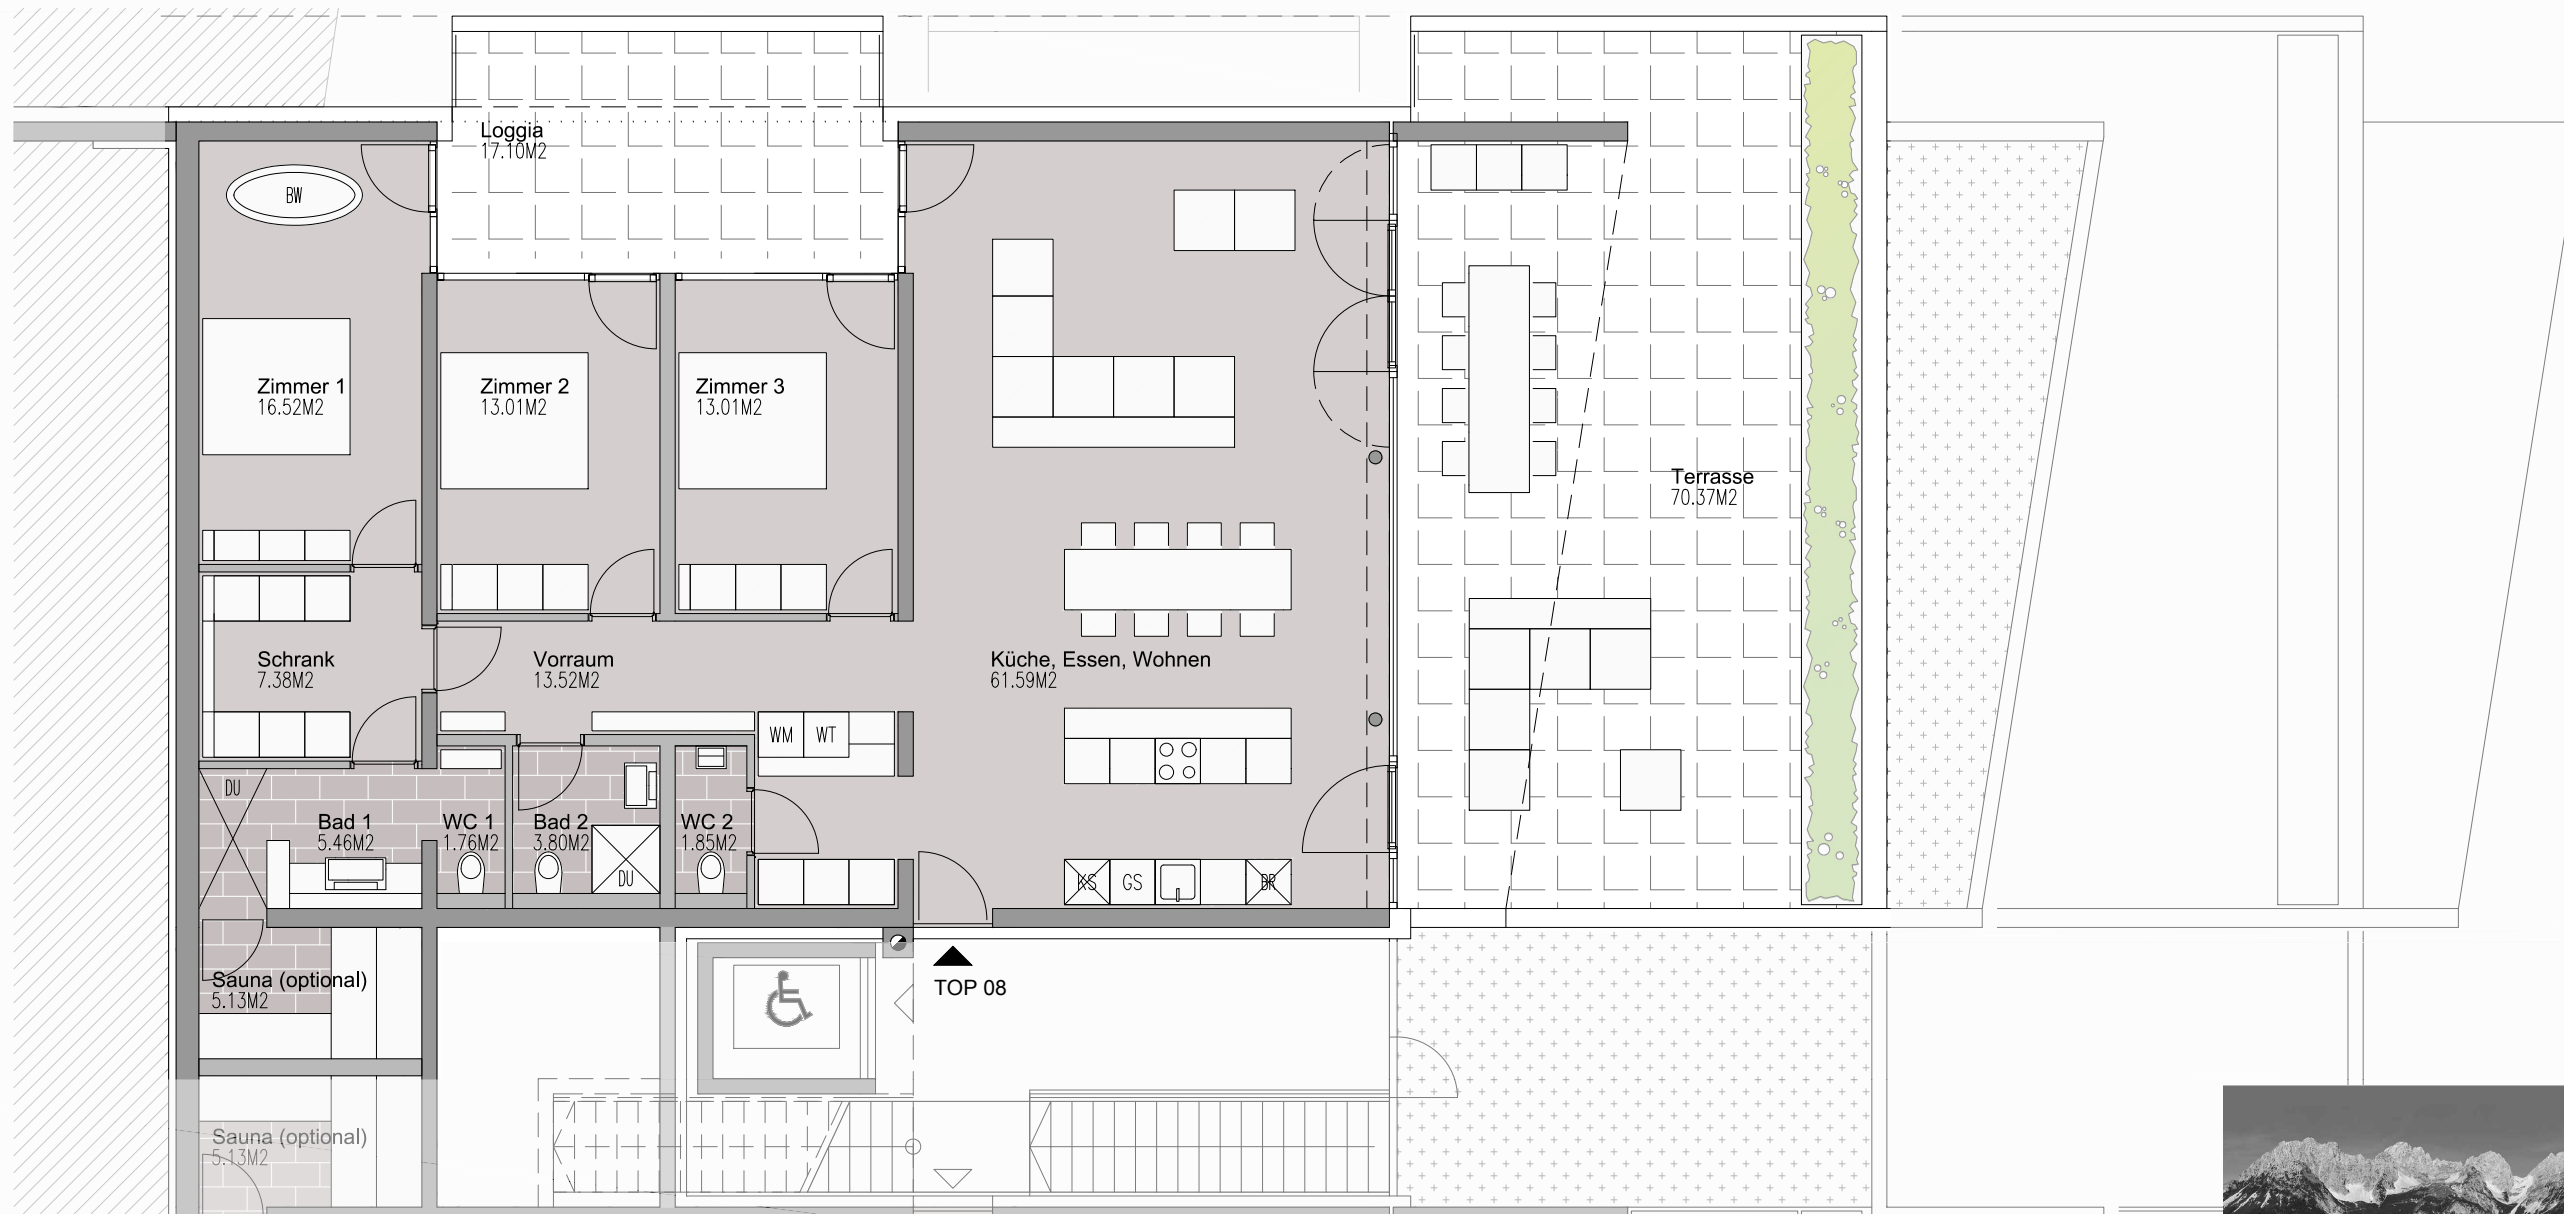 Loggia
17.10M2
BW
Zimmer 1
16.52M2
Zimmer 2
13.01M2
Zimmer 3
13.01M2
Terrasse
70.37M2
Schrank
7.38M2
Vorraum
13.52M2
Küche, Essen, Wohnen
61.59M2
WM
WT
DU
Bad 1
5.46M2
WC 1
1.76M2
Bad 2
3.80M2
WC 2
1.85M2
DU
KS
GS
BR
Sauna (optional)
5.13M2
TOP 08
Sauna (optional)
5.13M2